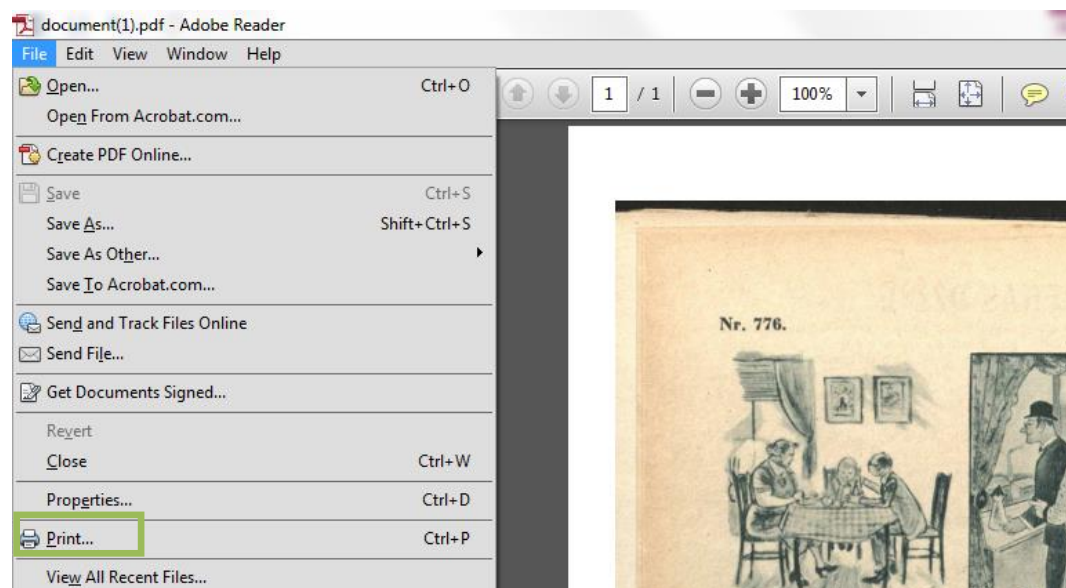 document(1).pdf - Adobe Reader
File Edit View Window Help
1 / 1 100%
Open... Ctrl+O
Open From Acrobat.com...
Create PDF Online...
Save Ctrl+S
Save As... Shift+Ctrl+S
Save As Other...
Save To Acrobat.com...
Send and Track Files Online
Send File...
Get Documents Signed...
Revert
Close Ctrl+W
Properties... Ctrl+D
Print... Ctrl+P
View All Recent Files...
Nr. 776.